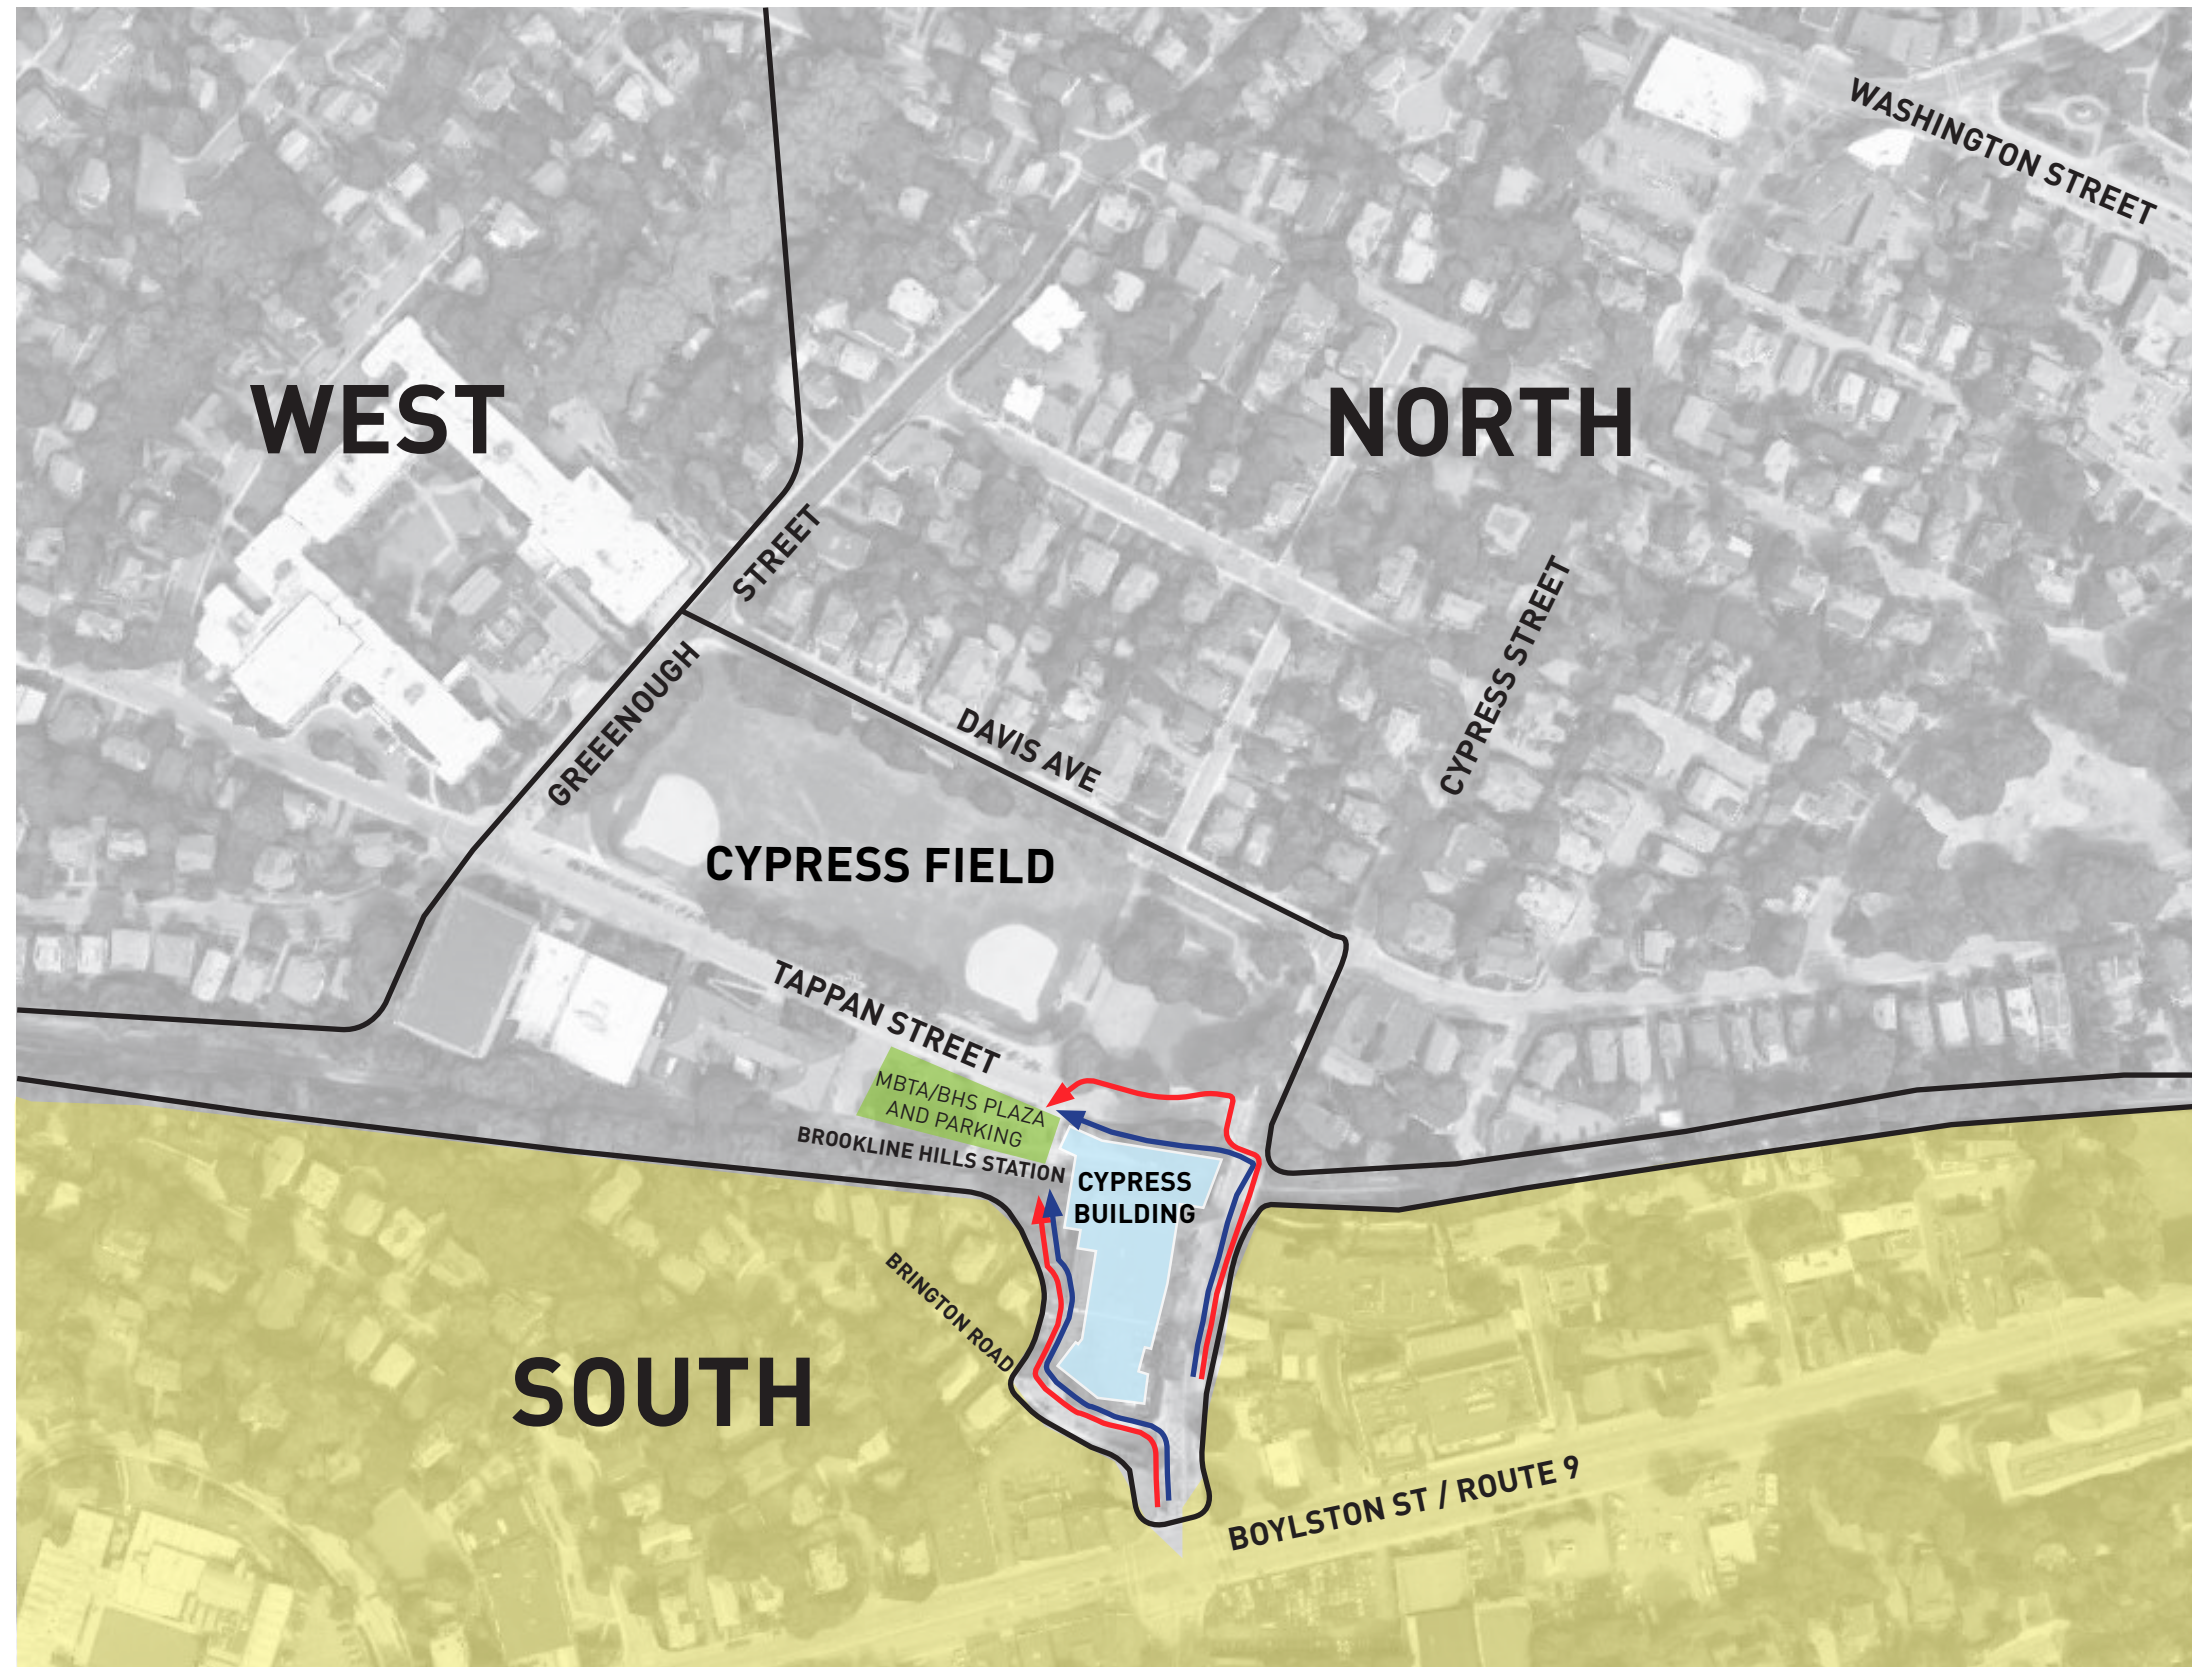 WASHINGTON STREET
WEST
NORTH
STREET
GREEENOUGH
CYPRESS STREET
DAVIS AVE
CYPRESS FIELD
TAPPAN STREET
MBTA/BHS PLAZA
AND PARKING
BROOKLINE HILLS STATION
CYPRESS
BUILDING
BRINGTON ROAD
SOUTH
BOYLSTON ST / ROUTE 9